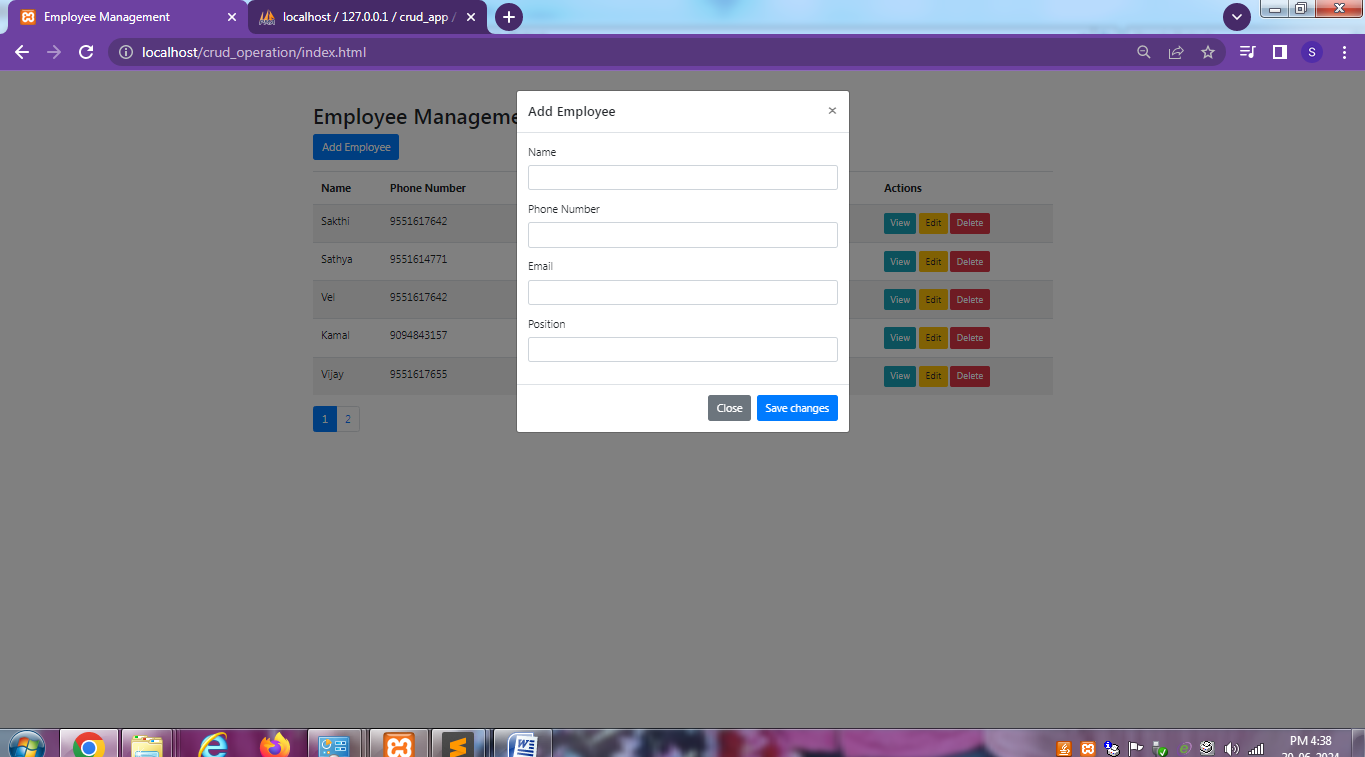 Employee Management
localhost / 127.0.0.1 / crud_app /
localhost/crud_operation/index.html
S
Employee Manageme
Add Employee
Name Phone Number Actions
Sakthi 9551617642 View Edit Delete
Sathya 9551614771 View Edit Delete
Vel 9551617642 View Edit Delete
Kamal 9094843157 View Edit Delete
Vijay 9551617655 View Edit Delete
1 2
Add Employee ×
Name
Phone Number
Email
Position
Close Save changes
PM 4:38